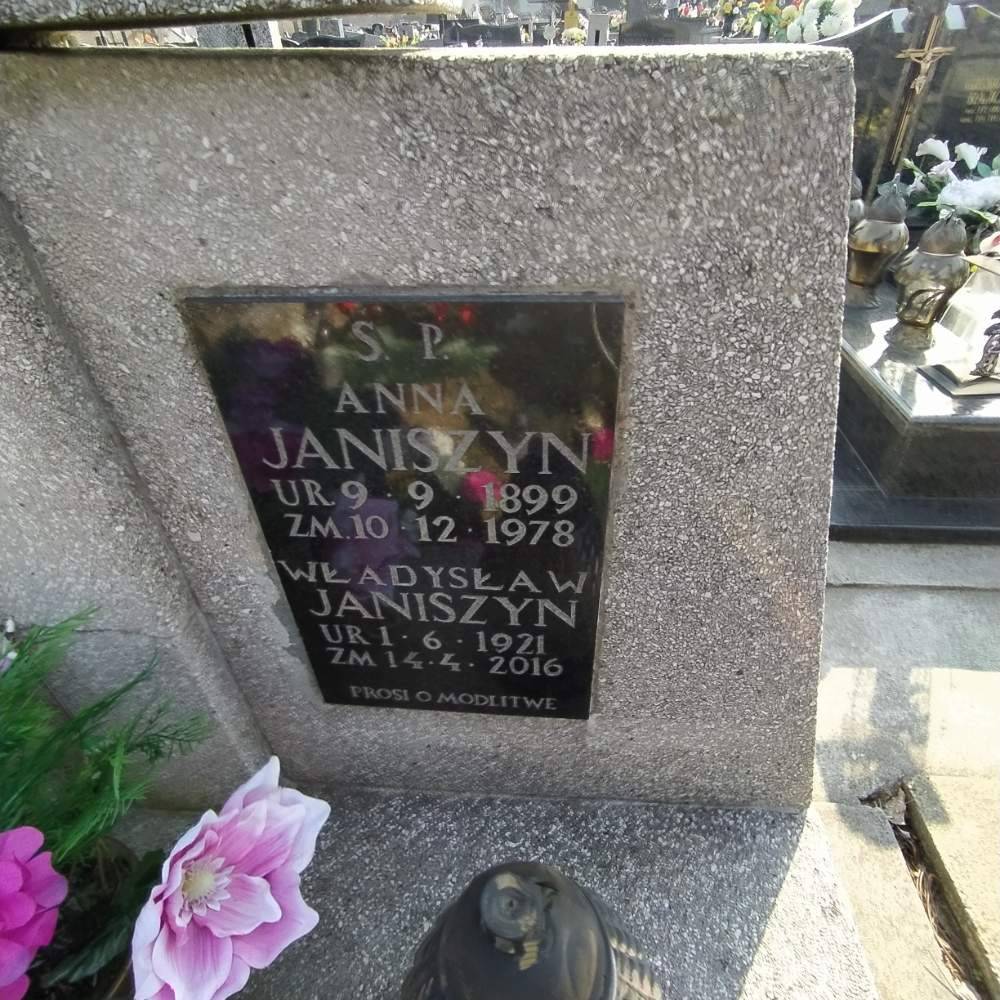 S. P.
ANNA
JANISZYN
UR. 9 · 9 · 1899
ZM. 10 · 12 · 1978
WŁADYSŁAW
JANISZYN
UR 1 · 6 · 1921
ZM 14 · 4 · 2016
PROSI O MODLITWE